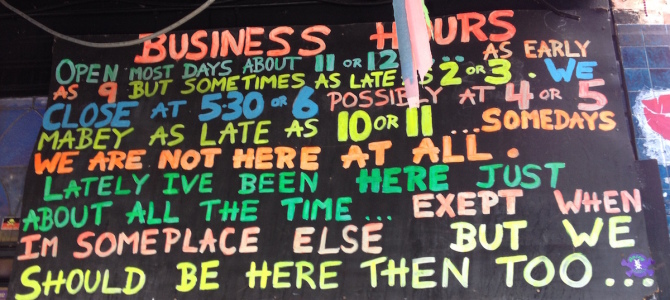 BUSINESS HOURS
OPEN MOST DAYS ABOUT 11 OR 12 .. AS EARLY
AS 9 BUT SOMETIMES AS LATE AS 2 OR 3. WE
CLOSE AT 530 OR 6 POSSIBLY AT 4 OR 5
MABEY AS LATE AS 10 OR 11 ...SOMEDAYS
WE ARE NOT HERE AT ALL.
LATELY IVE BEEN HERE JUST
ABOUT ALL THE TIME... EXEPT WHEN
IM SOMEPLACE ELSE BUT WE
SHOULD BE HERE THEN TOO...